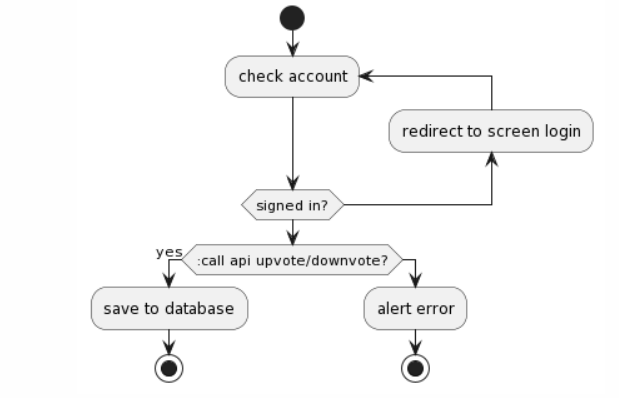 check account
redirect to screen login
signed in?
yes
:call api upvote/downvote?
save to database
alert error